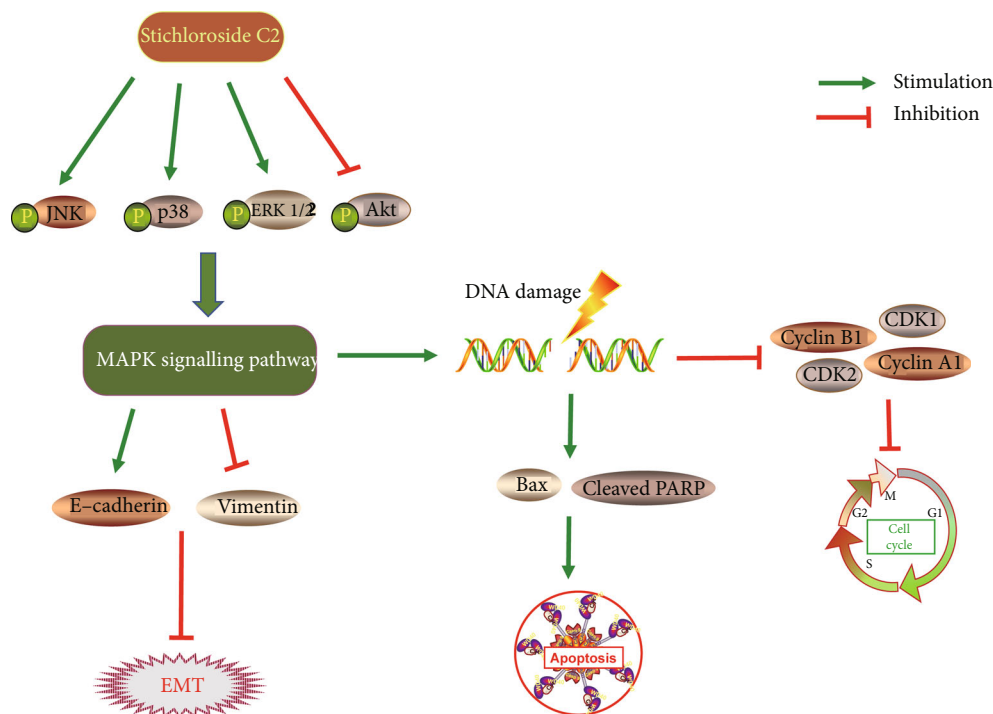 Stichloroside C2
Stimulation
Inhibition
P JNK
P p38
P ERK 1/2
P Akt
DNA damage
MAPK signalling pathway
CDK1
Cyclin B1
Cyclin A1
CDK2
Bax
Cleaved PARP
E–cadherin
Vimentin
M
G2
G1
Cell
cycle
S
Apoptosis
EMT